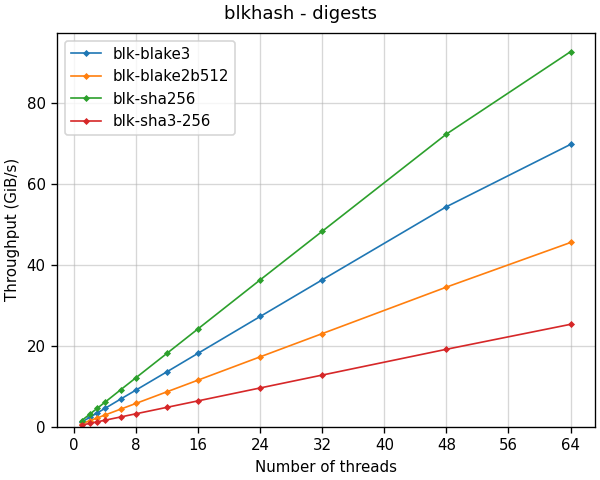 blkhash - digests
blk-blake3
blk-blake2b512
blk-sha256
blk-sha3-256
Throughput (GiB/s)
80
60
40
20
0
0 8 16 24 32 40 48 56 64
Number of threads